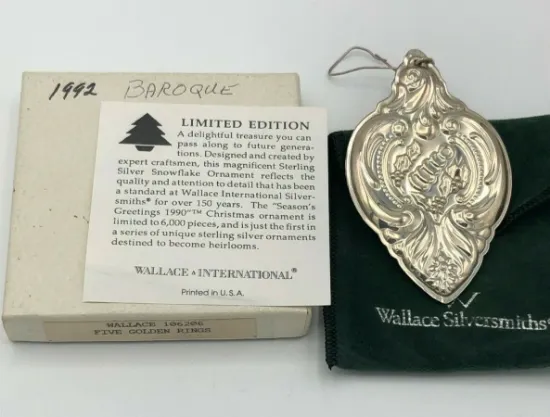 1992 BAROQUE
LIMITED EDITION
A delightful treasure you can
pass along to future genera-
tions. Designed and created by
expert craftsmen, this magnificent Sterling
Silver Snowflake Ornament reflects the
quality and attention to detail that has been
a standard at Wallace International Silver-
smiths® for over 150 years. The "Season's
Greetings 1990"™ Christmas ornament is
limited to 6,000 pieces, and is just the first in
a series of unique sterling silver ornaments
destined to become heirlooms.
WALLACE INTERNATIONAL®
Printed in U.S.A.
WALLACE 106206
FIVE GOLDEN RINGS
Wallace Silversmiths®